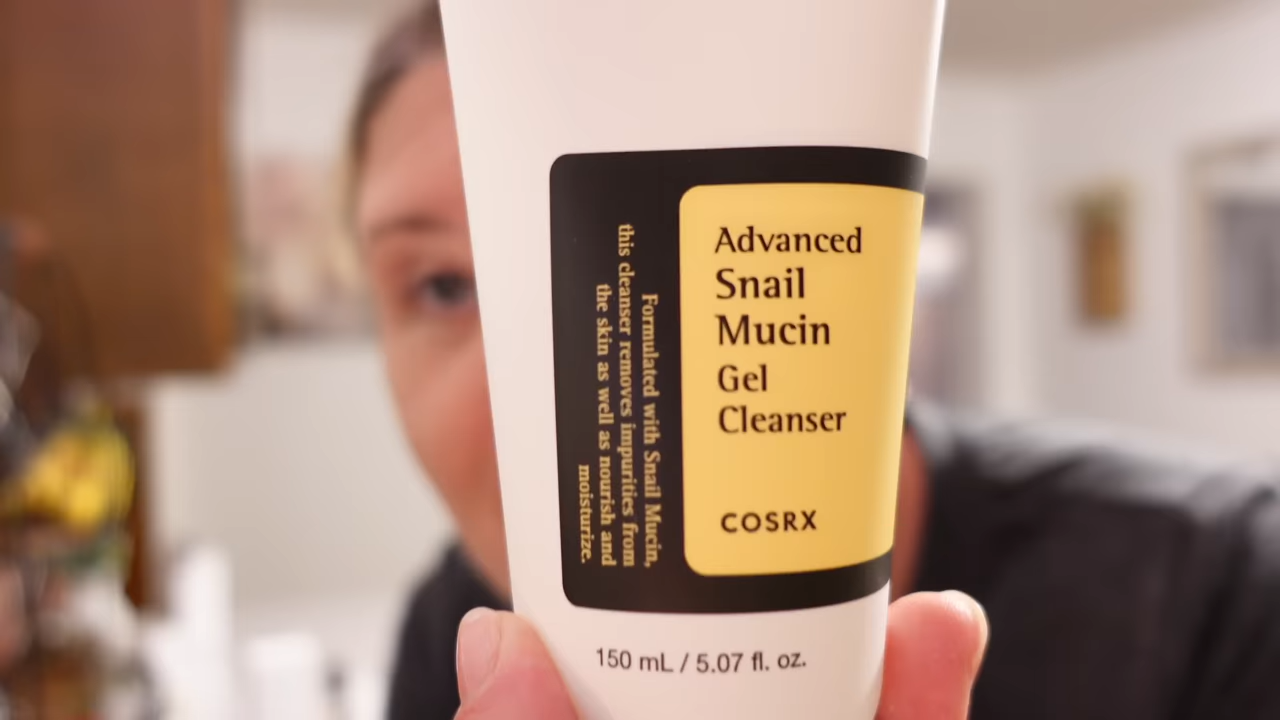 Advanced
Snail
Mucin
Gel
Cleanser
COSRX
Formulated with Snail Mucin,
this cleanser removes impurities from
the skin as well as nourish and
moisturize.
150 mL / 5.07 fl. oz.